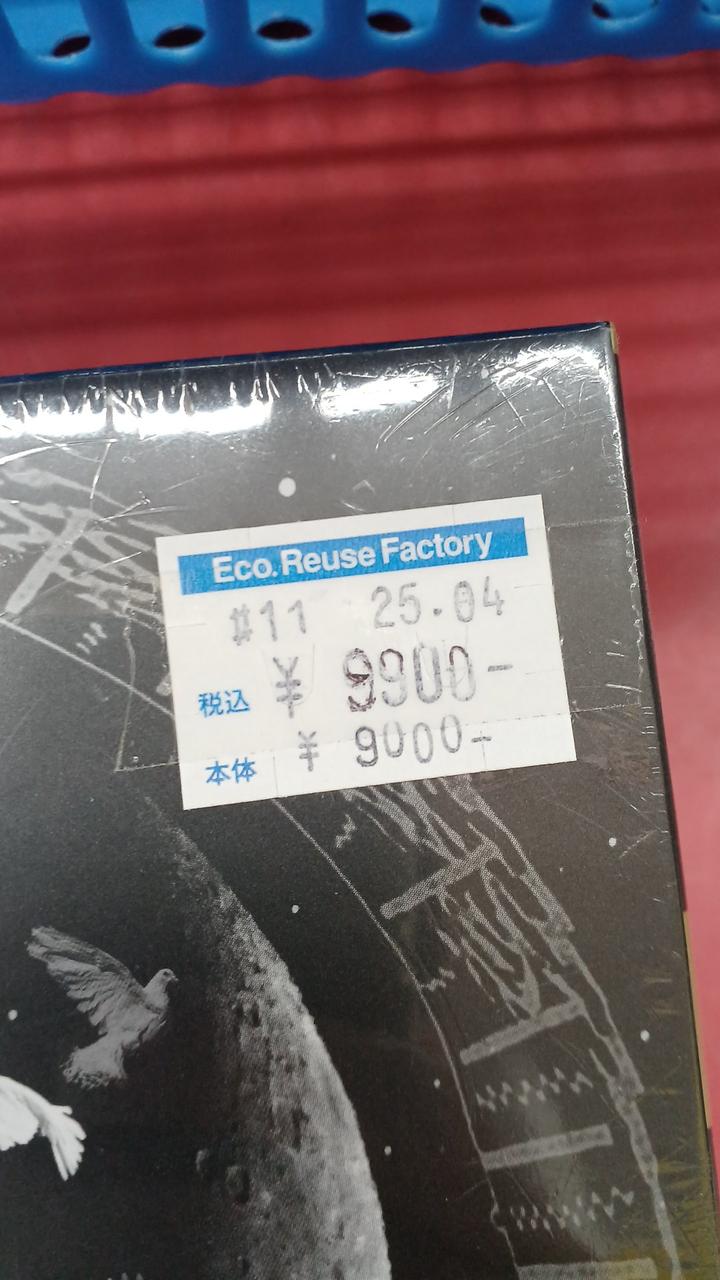 Eco.Reuse Factory
#11 25.04
税込 ¥ 9900-
本体 ¥ 9000-